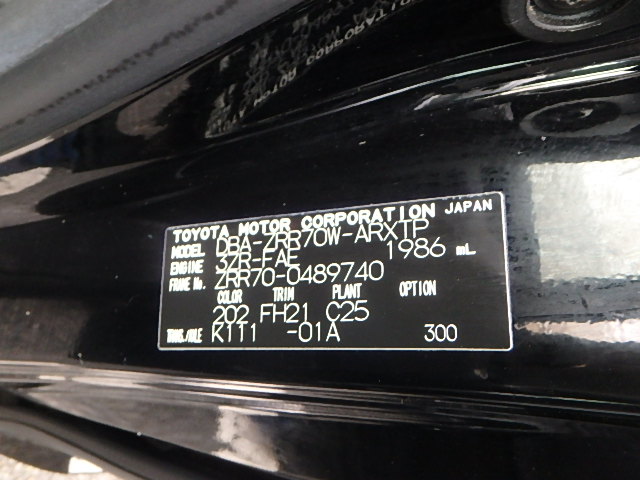 TOYOTA MOTOR CORPORATION JAPAN
MODEL DBA-ZRR70W-ARXTP
ENGINE 3ZR-FAE 1986 mL
FRAME No. ZRR70-0489740
COLOR TRIM PLANT OPTION
202 FH21 C25
TRANS./AXLE K111 -01A 300